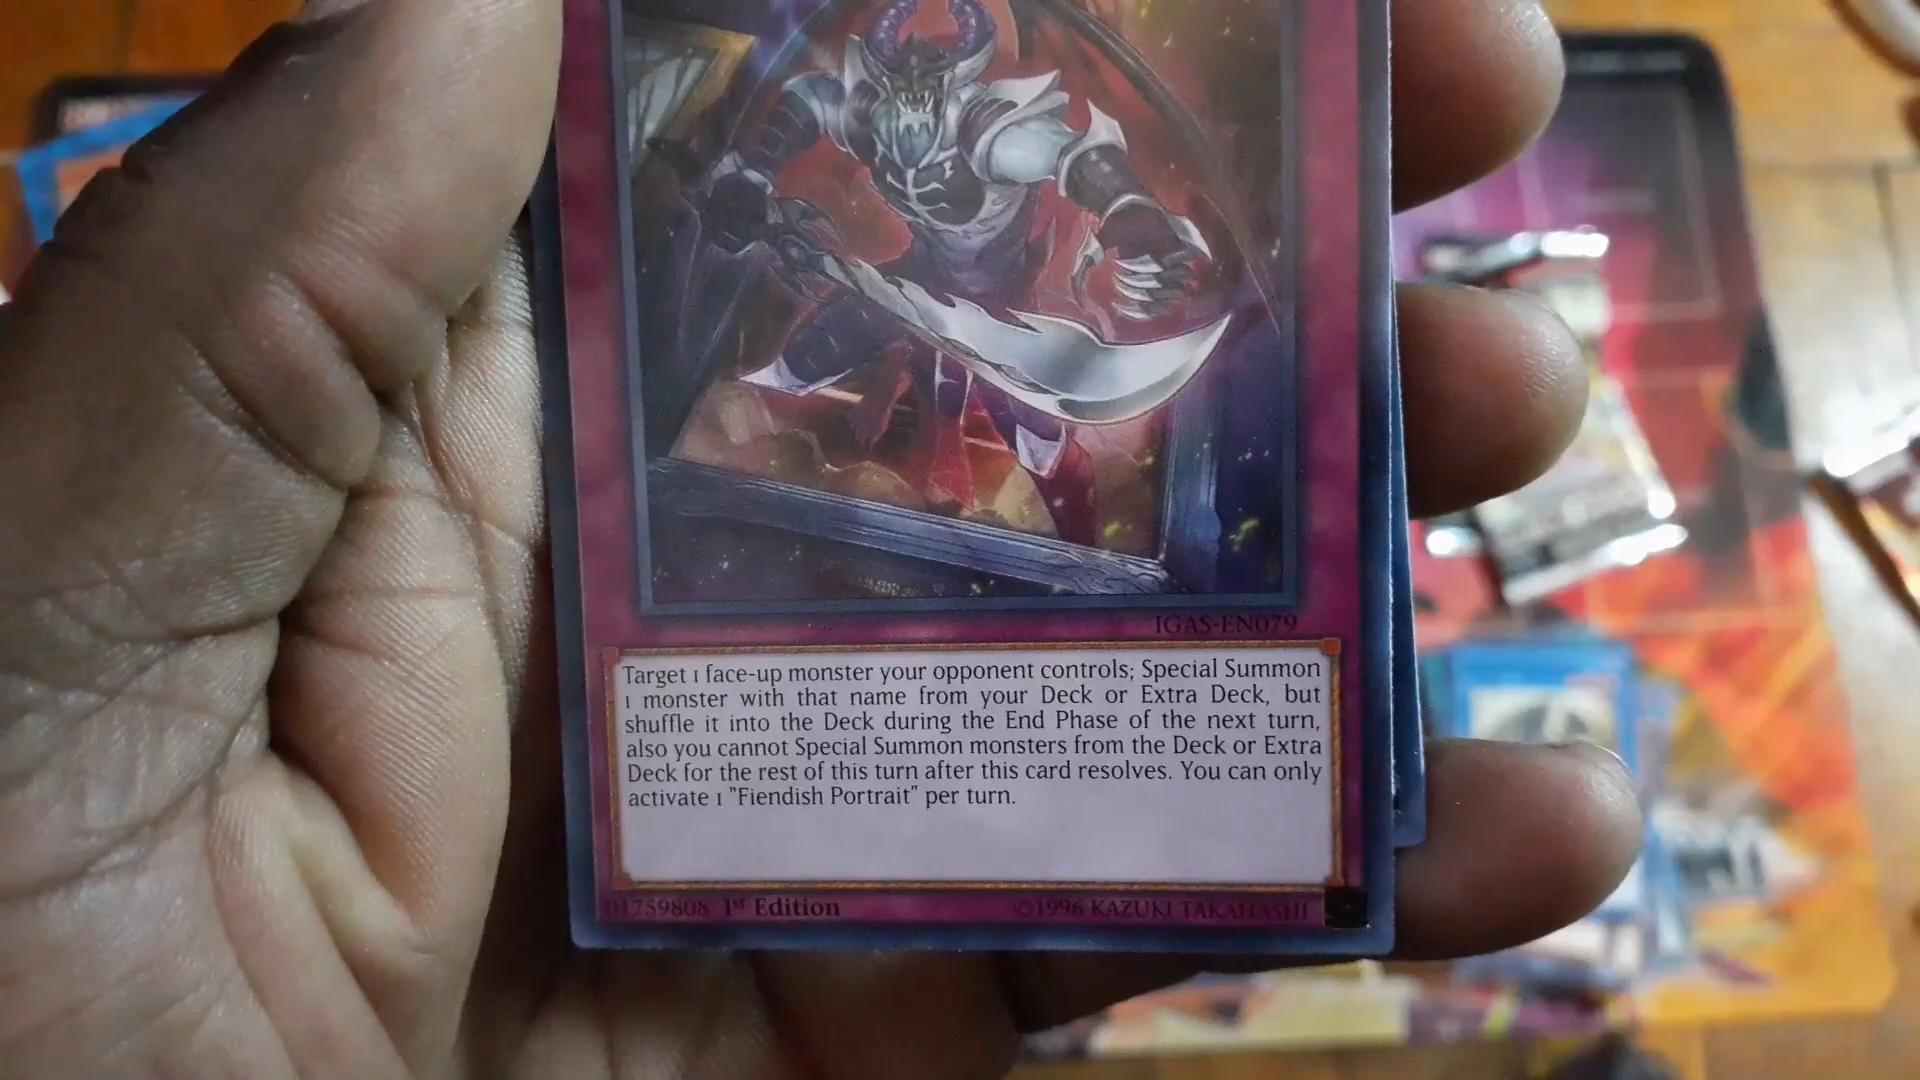 IGAS-EN079
Target 1 face-up monster your opponent controls; Special Summon
1 monster with that name from your Deck or Extra Deck, but
shuffle it into the Deck during the End Phase of the next turn,
also you cannot Special Summon monsters from the Deck or Extra
Deck for the rest of this turn after this card resolves. You can only
activate 1 "Fiendish Portrait" per turn.
01759808 1st Edition ©1996 KAZUKI TAKAHASHI